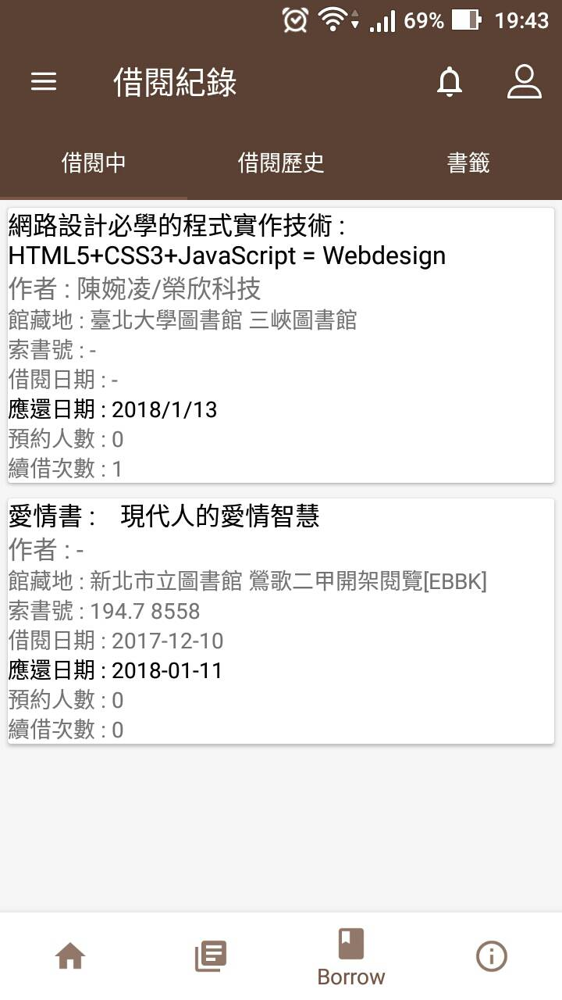 69% 19:43
借閱紀錄
借閱中 借閱歷史 書籤
網路設計必學的程式實作技術 :
HTML5+CSS3+JavaScript = Webdesign
作者 : 陳婉凌/榮欣科技
館藏地 : 臺北大學圖書館 三峽圖書館
索書號 : -
借閱日期 : -
應還日期 : 2018/1/13
預約人數 : 0
續借次數 : 1
愛情書 :　現代人的愛情智慧
作者 : -
館藏地 : 新北市立圖書館 鶯歌二甲開架閱覽[EBBK]
索書號 : 194.7 8558
借閱日期 : 2017-12-10
應還日期 : 2018-01-11
預約人數 : 0
續借次數 : 0
Borrow